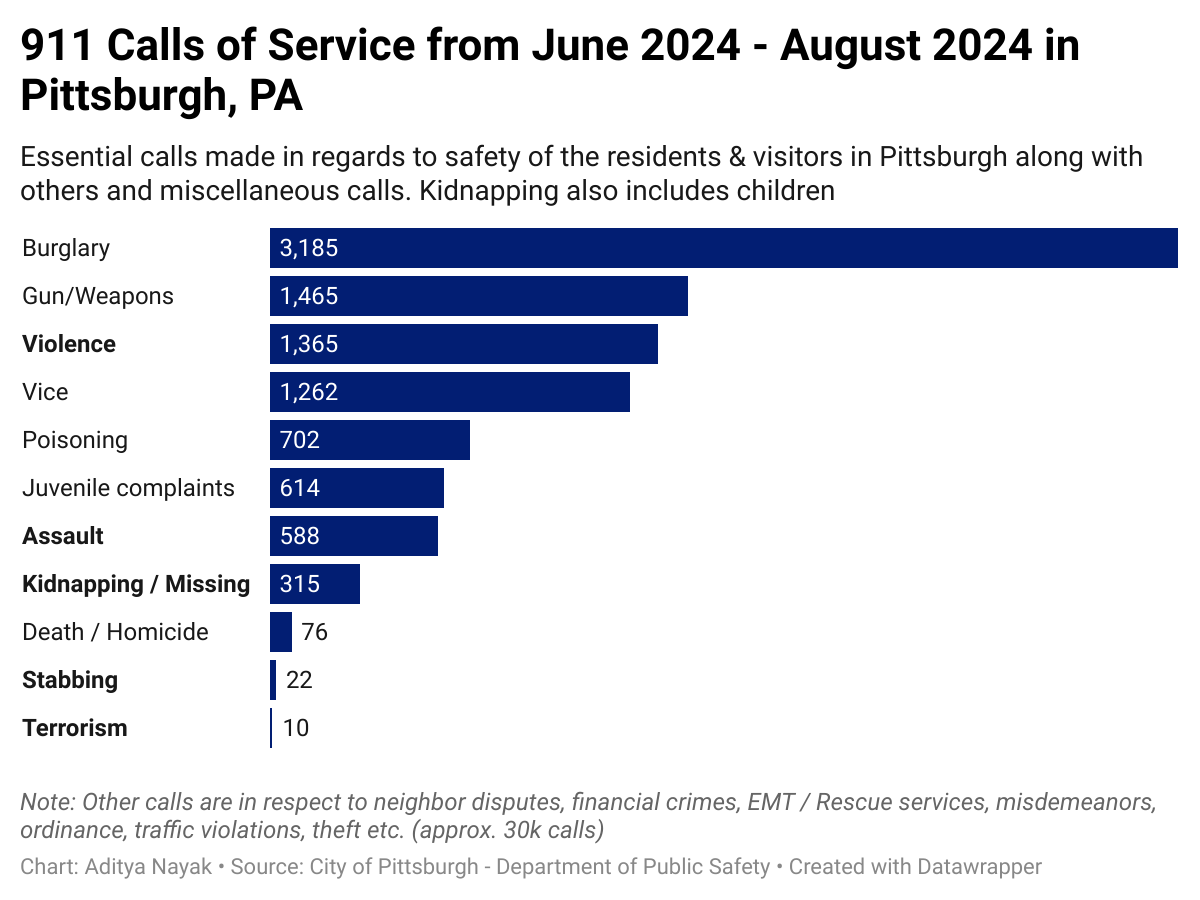 911 Calls of Service from June 2024 - August 2024 in
Pittsburgh, PA
Essential calls made in regards to safety of the residents & visitors in Pittsburgh along with
others and miscellaneous calls. Kidnapping also includes children
Burglary 3,185
Gun/Weapons 1,465
Violence 1,365
Vice 1,262
Poisoning 702
Juvenile complaints 614
Assault 588
Kidnapping / Missing 315
Death / Homicide 76
Stabbing 22
Terrorism 10
Note: Other calls are in respect to neighbor disputes, financial crimes, EMT / Rescue services, misdemeanors,
ordinance, traffic violations, theft etc. (approx. 30k calls)
Chart: Aditya Nayak • Source: City of Pittsburgh - Department of Public Safety • Created with Datawrapper